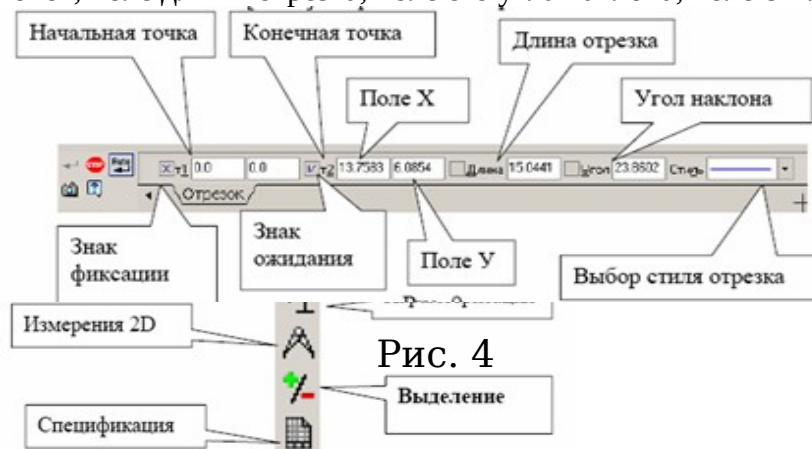 Начальная точка
Конечная точка
Длина отрезка
Поле X
Угол наклона
т1 0.0 0.0 т2 13.7583 6.0854 Длина 15.0441 Угол 23.8602 Стиль
Отрезок
Знак
фиксации
Знак
ожидания
Поле У
Выбор стиля отрезка
Измерения 2D
Рис. 4
Выделение
Спецификация